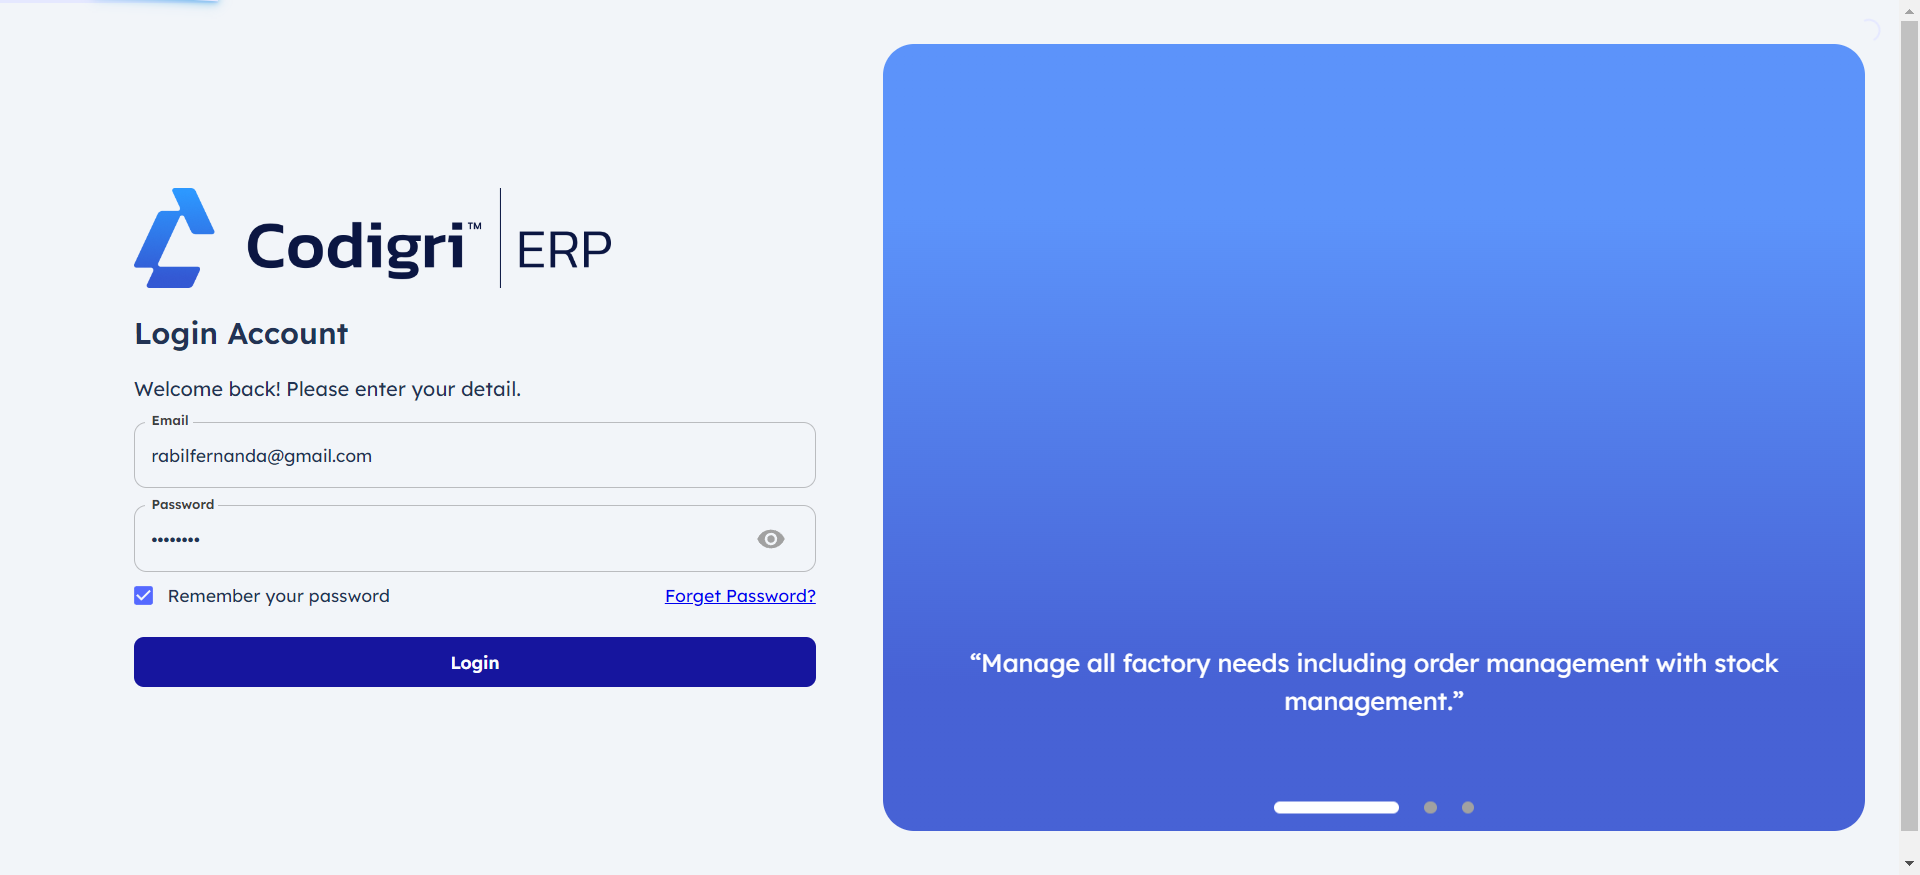 Codigri™ ERP
Login Account
Welcome back! Please enter your detail.
Email
rabilfernanda@gmail.com
Password
••••••••
Remember your password
Forget Password?
Login
“Manage all factory needs including order management with stock
management.”